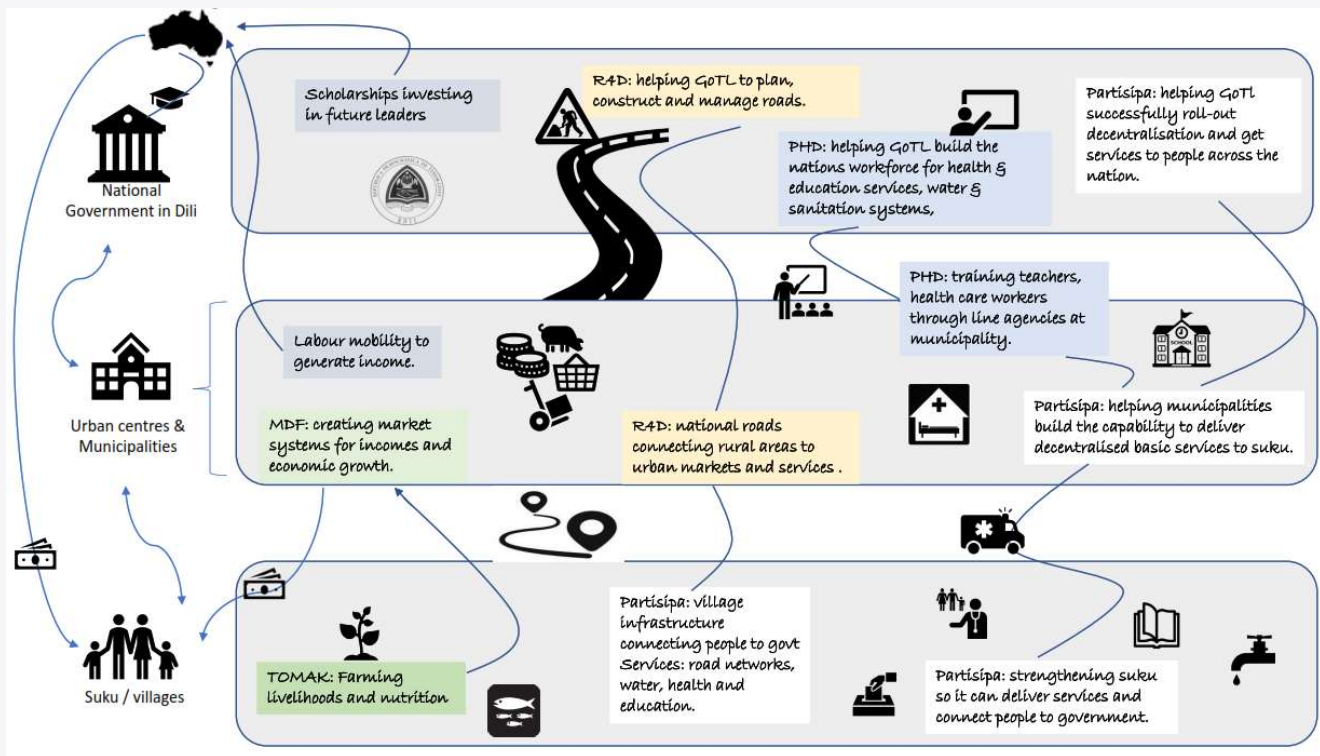 Scholarships investing
in future leaders
R4D: helping GoTL to plan,
construct and manage roads.
PHD: helping GoTL build the
nations workforce for health &
education services, water &
sanitation systems,
Partisipa: helping GoTl
successfully roll-out
decentralisation and get
services to people across the
nation.
National
Government in Dili
PHD: training teachers,
health care workers
through line agencies at
municipality.
SCHOOL
Labour mobility to
generate income.
Urban centres &
Municipalities
MDF: creating market
systems for incomes and
economic growth.
R4D: national roads
connecting rural areas to
urban markets and services .
Partisipa: helping municipalities
build the capability to deliver
decentralised basic services to suku.
Partisipa: village
infrastructure
connecting people to govt
Services: road networks,
water, health and
education.
TOMAK: Farming
livelihoods and nutrition
Partisipa: strengthening suku
so it can deliver services and
connect people to government.
Suku / villages